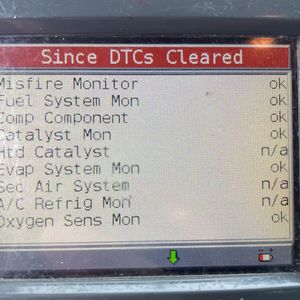 Since DTCs Cleared
Misfire Monitor ok
Fuel System Mon ok
Comp Component ok
Catalyst Mon ok
Htd Catalyst n/a
Evap System Mon ok
Sec Air System n/a
A/C Refrig Mon n/a
Oxygen Sens Mon ok